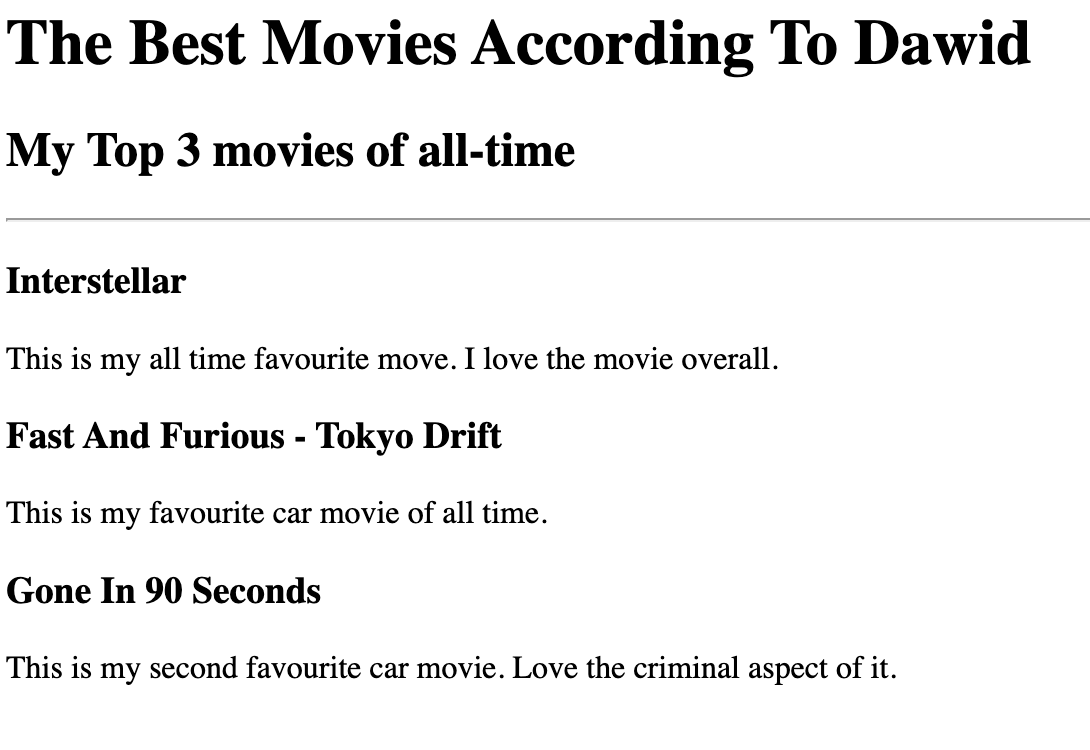 The Best Movies According To Dawid
My Top 3 movies of all-time
Interstellar
This is my all time favourite move. I love the movie overall.
Fast And Furious - Tokyo Drift
This is my favourite car movie of all time.
Gone In 90 Seconds
This is my second favourite car movie. Love the criminal aspect of it.